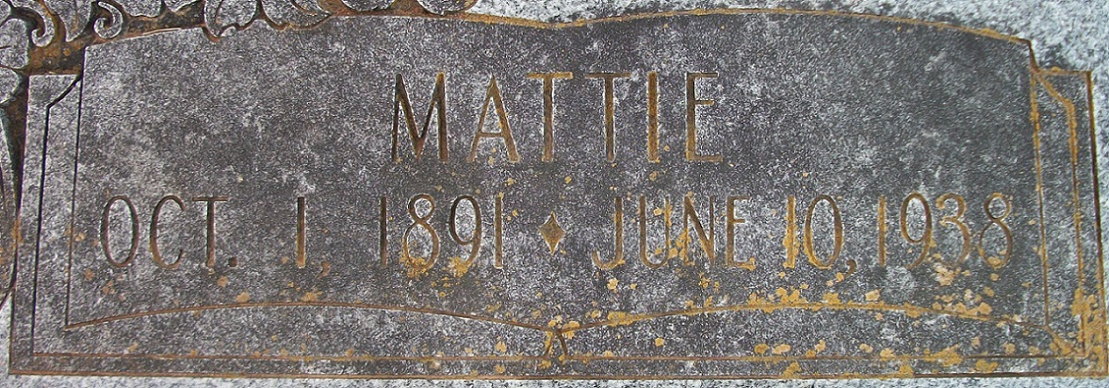 MATTIE
OCT. 1, 1891 ♦ JUNE 10, 1938